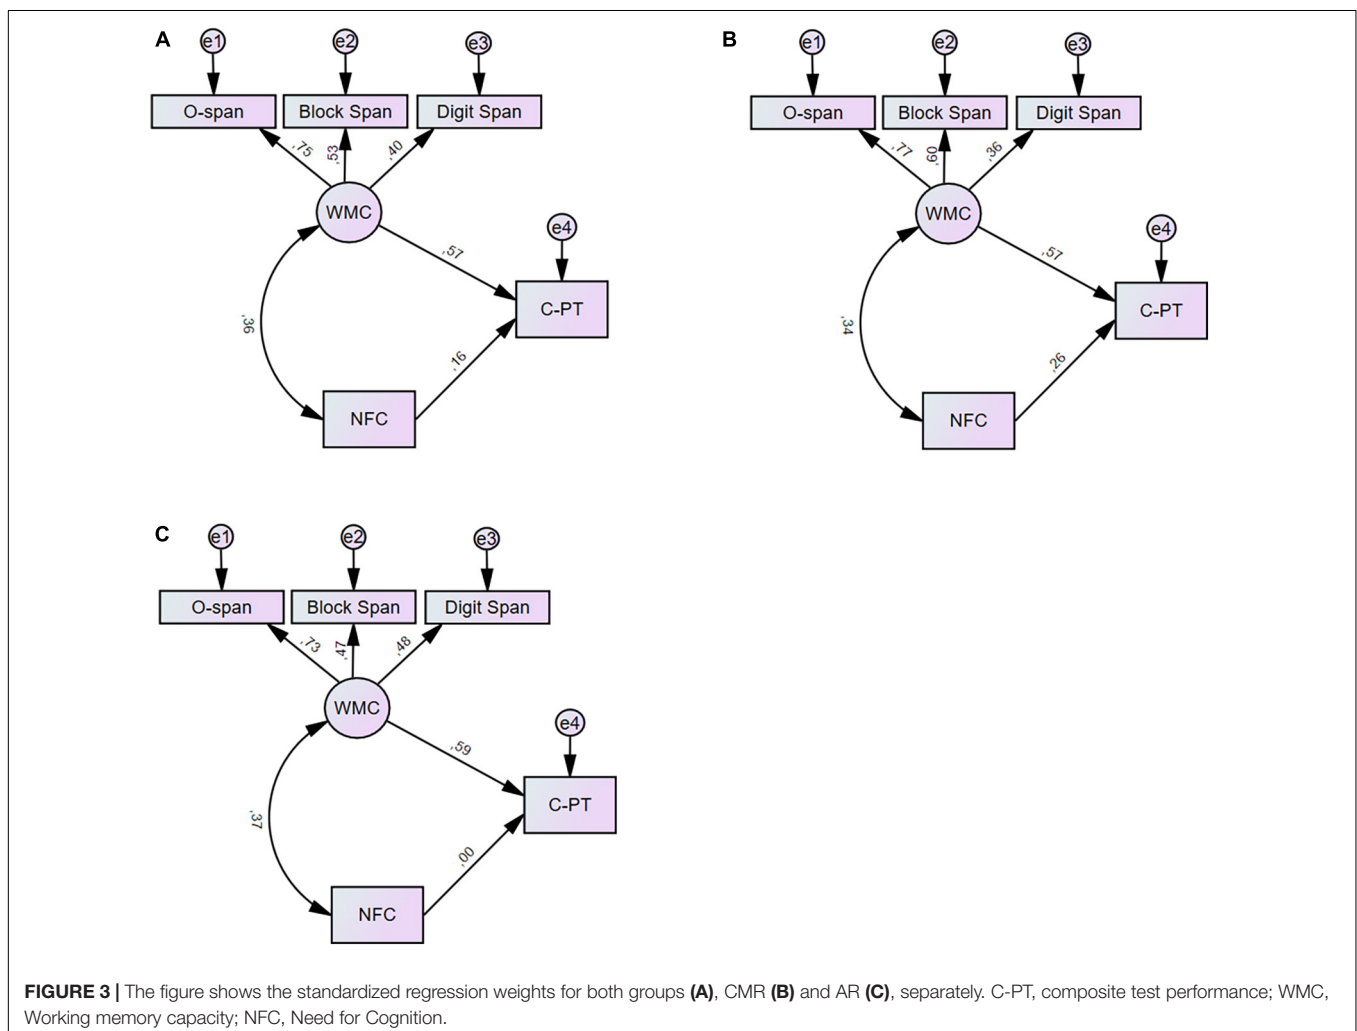 A
e1
e2
e3
O-span
Block Span
Digit Span
,75
,53
,40
WMC
e4
,57
C-PT
,36
,16
NFC
B
e1
e2
e3
O-span
Block Span
Digit Span
,77
,60
,36
WMC
e4
,57
C-PT
,34
,26
NFC
C
e1
e2
e3
O-span
Block Span
Digit Span
,73
,47
,48
WMC
e4
,59
C-PT
,37
,00
NFC
FIGURE 3 | The figure shows the standardized regression weights for both groups (A), CMR (B) and AR (C), separately. C-PT, composite test performance; WMC,
Working memory capacity; NFC, Need for Cognition.